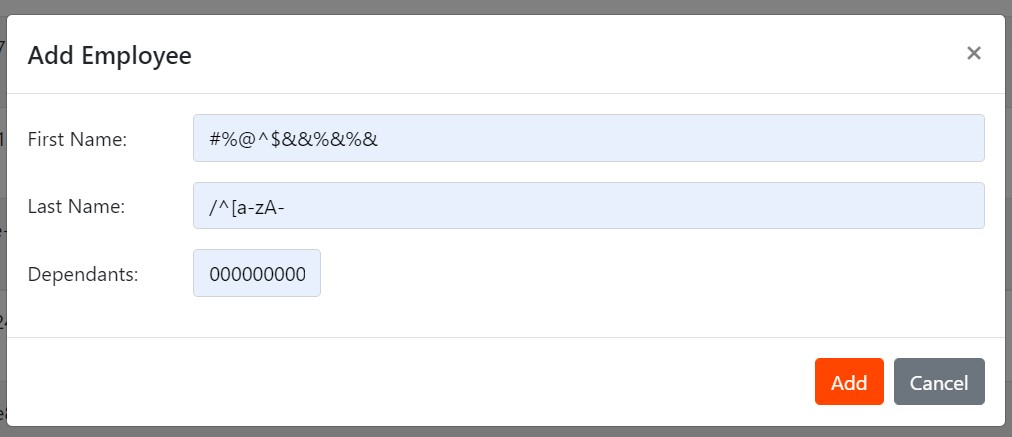 Add Employee ×
First Name: #%@^$&&%&%&
Last Name: /^[a-zA-
Dependants: 000000000
Add Cancel